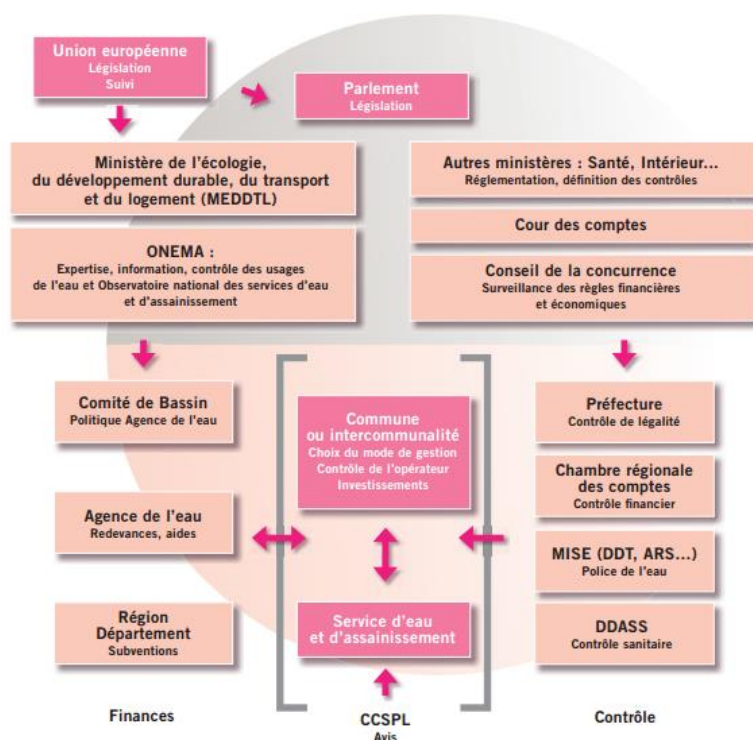 Union européenne
Législation
Suivi
Parlement
Législation
Ministère de l'écologie,
du développement durable, du transport
et du logement (MEDDTL)
ONEMA :
Expertise, information, contrôle des usages
de l'eau et Observatoire national des services d'eau
et d'assainissement
Autres ministères : Santé, Intérieur...
Réglementation, définition des contrôles
Cour des comptes
Conseil de la concurrence
Surveillance des règles financières
et économiques
Comité de Bassin
Politique Agence de l'eau
Agence de l'eau
Redevances, aides
Région
Département
Subventions
Finances
Commune
ou intercommunalité
Choix du mode de gestion
Contrôle de l'opérateur
Investissements
Service d'eau
et d'assainissement
CCSPL
Avis
Préfecture
Contrôle de légalité
Chambre régionale
des comptes
Contrôle financier
MISE (DDT, ARS...)
Police de l'eau
DDASS
Contrôle sanitaire
Contrôle